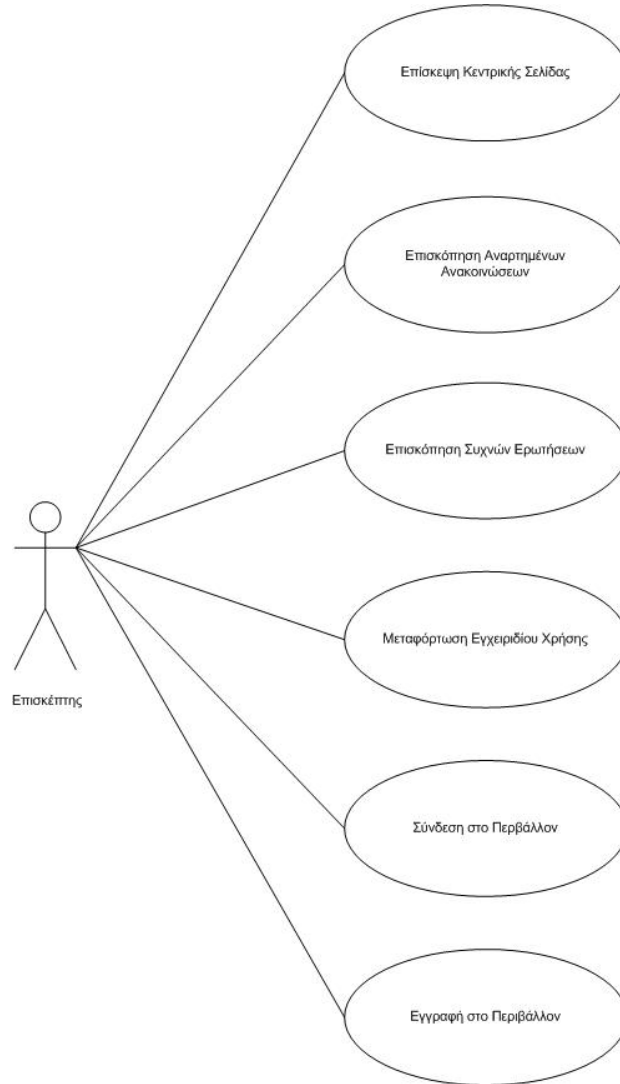 Επίσκεψη Κεντρικής Σελίδας
Επισκόπηση Αναρτημένων
Ανακοινώσεων
Επισκόπηση Συχνών Ερωτήσεων
Μεταφόρτωση Εγχειριδίου Χρήσης
Επισκέπτης
Σύνδεση στο Περβάλλον
Εγγραφή στο Περιβάλλον